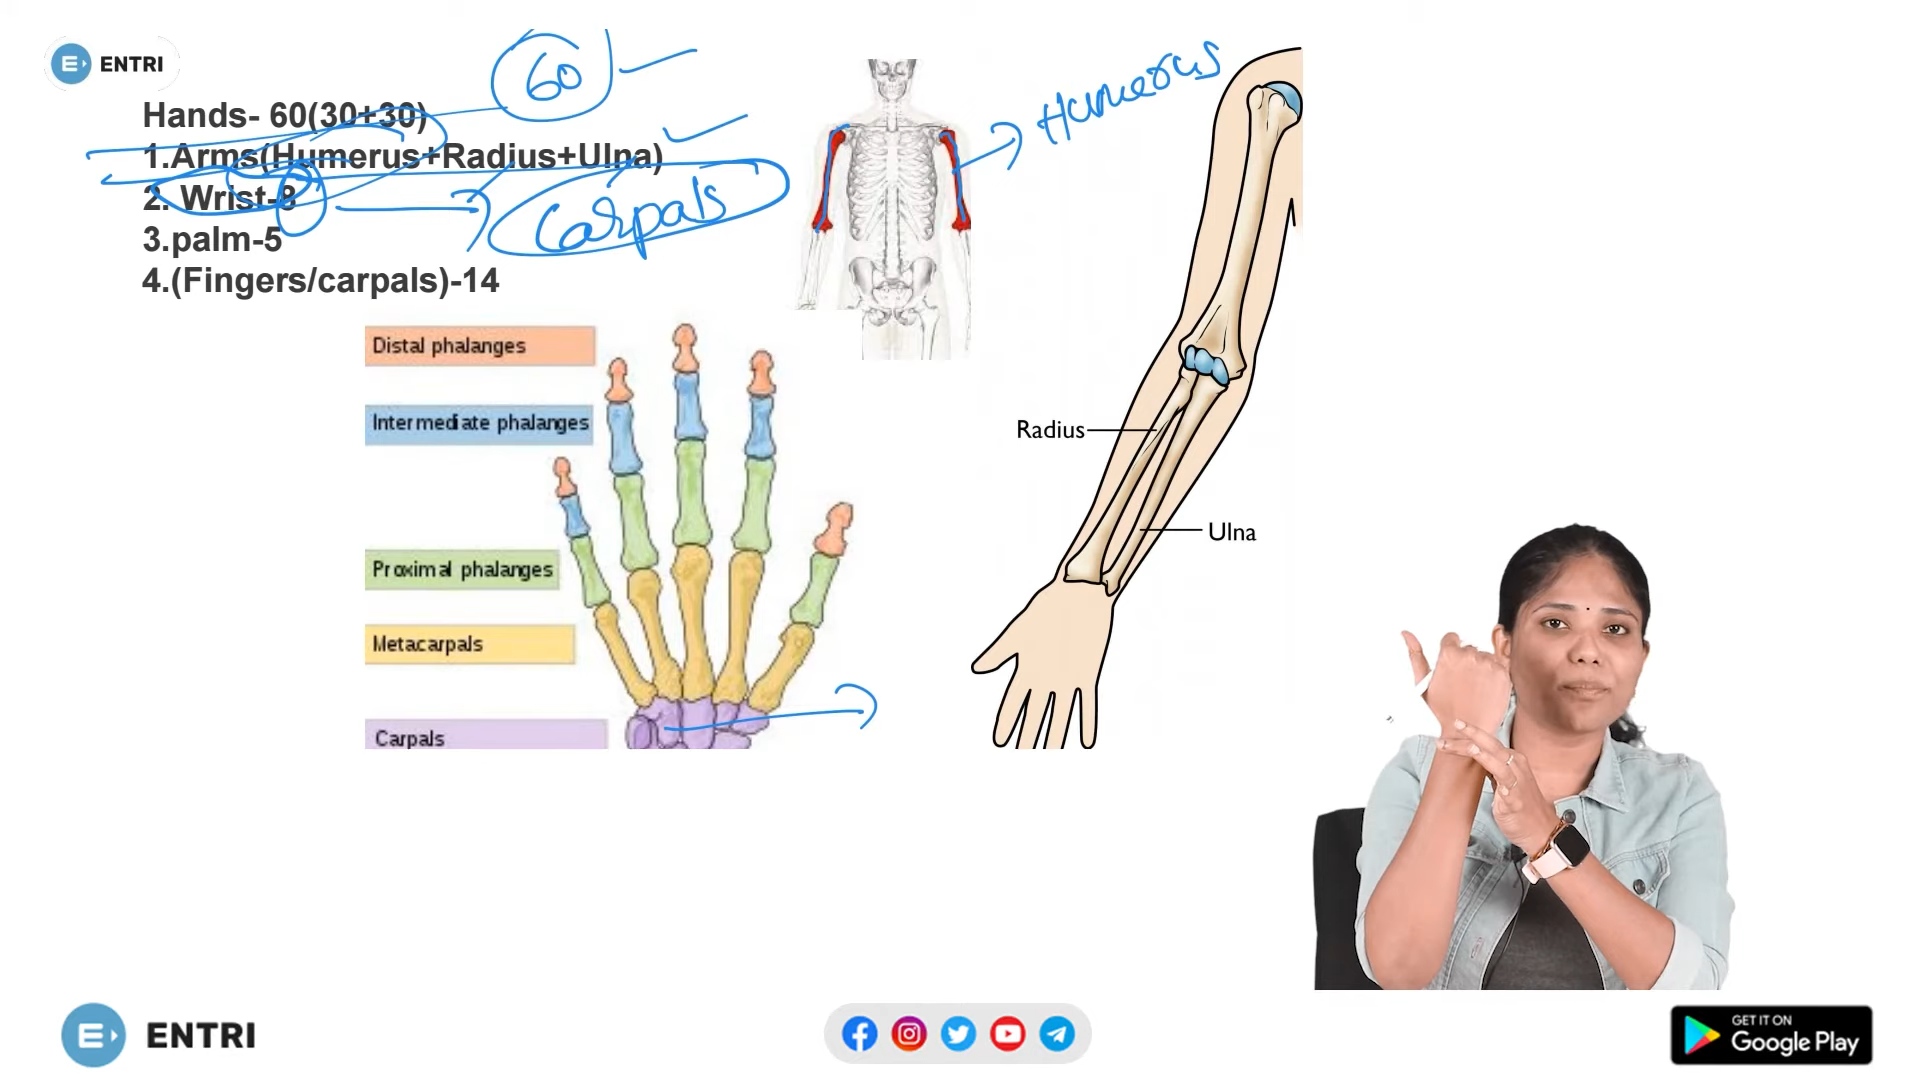 ENTRI
60
Hands- 60(30+30)
Humerus
1.Arms(Humerus+Radius+Ulna)
2. Wrist-8
Carpals
3.palm-5
4.(Fingers/carpals)-14
Distal phalanges
Intermediate phalanges
Radius
Ulna
Proximal phalanges
Metacarpals
Carpals
ENTRI
GET IT ON
Google Play